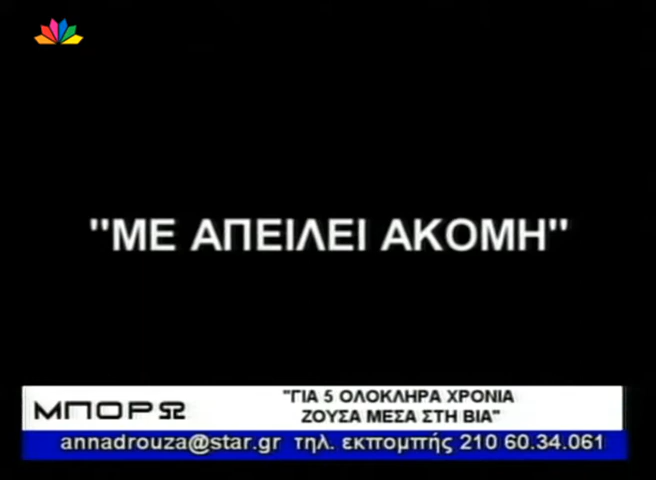 "ΜΕ ΑΠΕΙΛΕΙ ΑΚΟΜΗ"
ΜΠΟΡΩ
"ΓΙΑ 5 ΟΛΟΚΛΗΡΑ ΧΡΟΝΙΑ
ΖΟΥΣΑ ΜΕΣΑ ΣΤΗ ΒΙΑ"
annadrouza@star.gr τηλ. εκπομπής 210 60.34.061